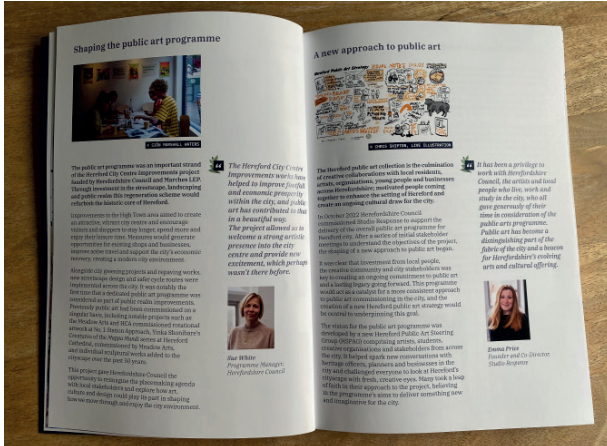 Shaping the public art programme
© CIÂN MARSHALL WATERS
The public art programme was an important strand
of the Hereford City Centre Improvements project
funded by Herefordshire Council and Marches LEP.
Through investment in the streetscape, landscaping
and public realm this regeneration scheme would
refresh the historic core of Hereford.
Improvements in the High Town area aimed to create
an attractive, vibrant city centre and encourage
visitors and shoppers to stay longer, spend more and
enjoy their leisure time. Measures would generate
opportunities for existing shops and businesses,
improve active travel and support the city's economic
recovery, creating a modern city environment.
Alongside city greening projects and repaving works,
new streetscape design and safer cycle routes were
implemented across the city. It was notably the
first time that a dedicated public art programme was
considered as part of public realm improvements.
Previously public art had been commissioned on a
singular basis, including notable projects such as
the Meadow Arts and HCA commissioned rotational
artwork at No. 1 Station Approach, Yinka Shonibare's
Creatures of the Mappa Mundi series at Hereford
Cathedral, commissioned by Meadow Arts,
and individual sculptural works added to the
cityscape over the past 50 years.
This project gave Herefordshire Council the
opportunity to reimagine the placemaking agenda
with local stakeholders and explore how art,
culture and design could play its part in shaping
how we move through and enjoy the city environment.
“
The Hereford City Centre
Improvements works have
helped to improve footfall
and economic prosperity
within the city, and public
art has contributed to that
in a beautiful way.
The project allowed us to
welcome a strong artistic
presence into the city
centre and provide new
excitement, which perhaps
wasn't there before.
Sue White
Programme Manager,
Herefordshire Council
A new approach to public art
Hereford Public Art Strategy VISUAL NOTES
© CHRIS SHIPTON, LIVE ILLUSTRATION
The Hereford public art collection is the culmination
of creative collaborations with local residents,
artists, organisations, young people and businesses
across Herefordshire; motivated people coming
together to enhance the setting of Hereford and
create an ongoing cultural draw for the city.
In October 2022 Herefordshire Council
commissioned Studio Response to support the
delivery of the overall public art programme for
Hereford city. After a series of initial stakeholder
meetings to understand the objectives of the project,
the shaping of a new approach to public art began.
It was clear that investment from local people,
the creative community and city stakeholders was
key to creating an ongoing commitment to public art
and a lasting legacy going forward. This programme
would act as a catalyst for a more consistent approach
to public art commissioning in the city, and the
creation of a new Hereford public art strategy would
be central to underpinning this goal.
The vision for the public art programme was
developed by a new Hereford Public Art Steering
Group (HSPAG) comprising artists, students,
creative organisations and stakeholders from across
the city. It helped spark new conversations with
heritage officers, planners and businesses in the
city and challenged everyone to look at Hereford's
cityscape with fresh, creative eyes. Many took a leap
of faith in their approach to the project, believing
in the programme's aims to deliver something new
and imaginative for the city.
“
It has been a privilege to
work with Herefordshire
Council, the artists and local
people who live, work and
study in the city, who all
gave generously of their
time in consideration of the
public art programme.
Public art has become a
distinguishing part of the
fabric of the city and a beacon
for Hereford's evolving
arts and cultural offering.
Emma Price
Founder and Co-Director
Studio Response